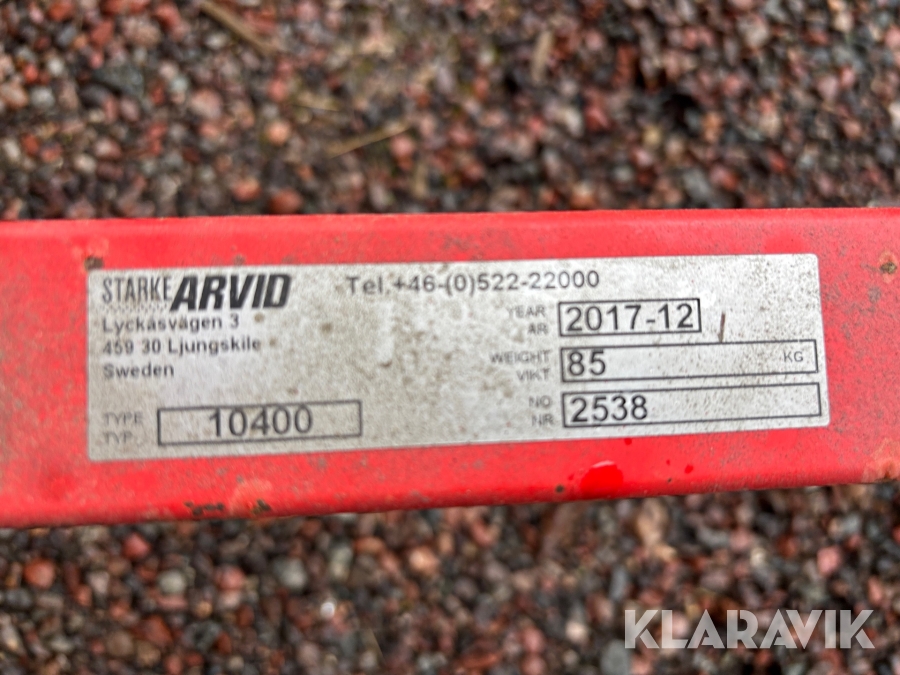 STARKE ARVID
Tel.+46-(0)522-22000
Lyckåsvägen 3
459 30 Ljungskile
Sweden
YEAR
ÅR
2017-12
WEIGHT
VIKT
85 KG
TYPE
TYP
10400
NO
NR
2538
KLARAVIK